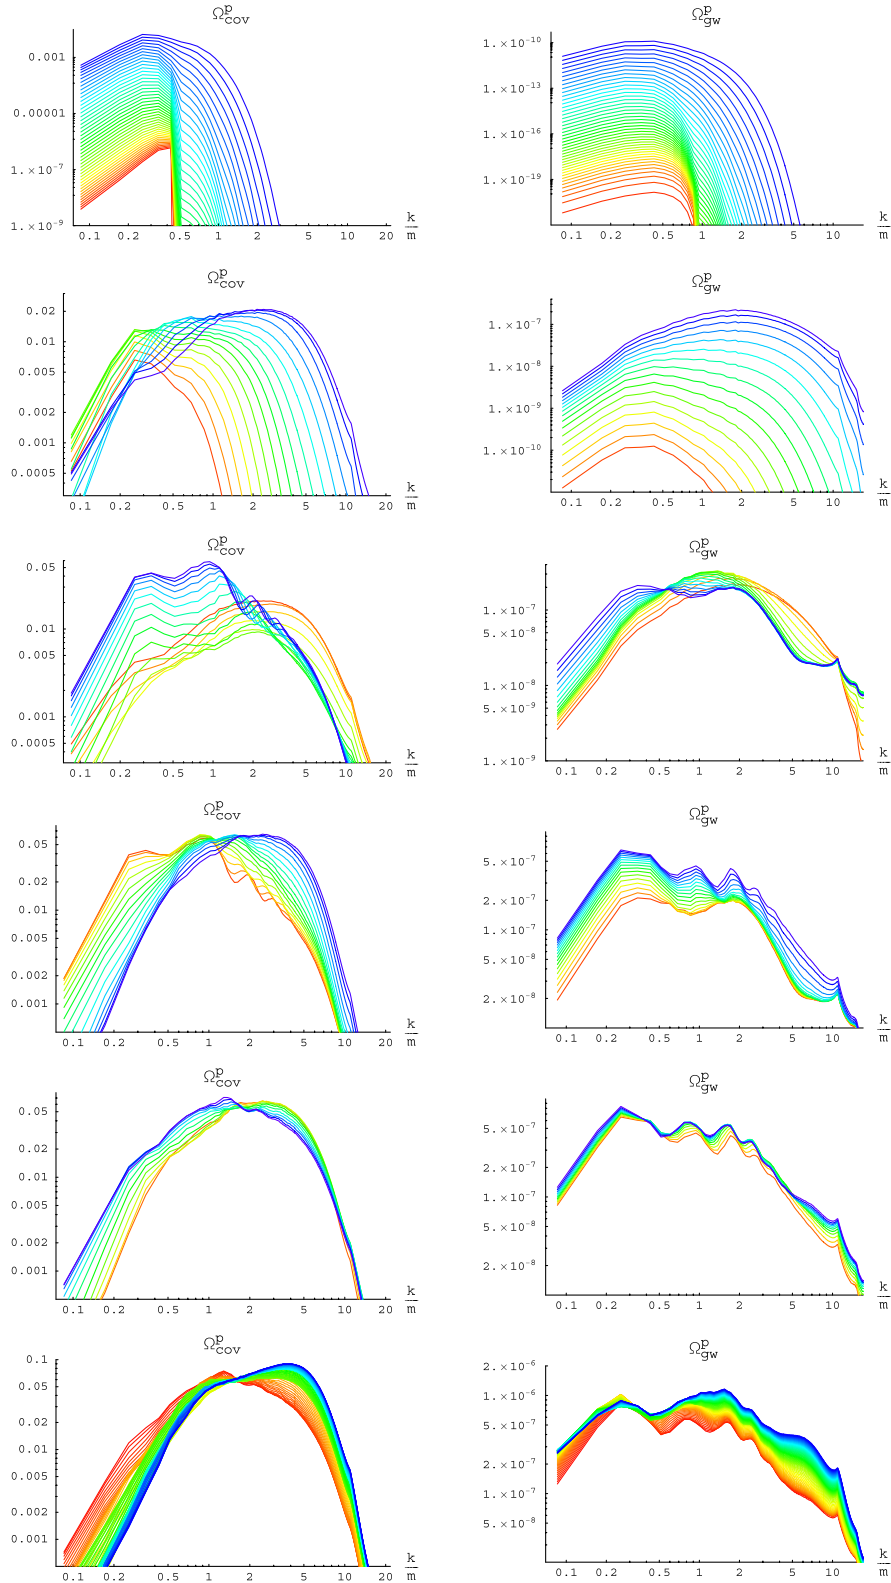 Ω^p_cov
Ω^p_gw
0.001
0.00001
1.×10^-7
1.×10^-9
0.1 0.2 0.5 1 2 5 10 20
k/m
1.×10^-10
1.×10^-13
1.×10^-16
1.×10^-19
0.1 0.2 0.5 1 2 5 10
k/m
Ω^p_cov
Ω^p_gw
0.02
0.01
0.005
0.002
0.001
0.0005
0.1 0.2 0.5 1 2 5 10 20
k/m
1.×10^-7
1.×10^-8
1.×10^-9
1.×10^-10
0.1 0.2 0.5 1 2 5 10
k/m
Ω^p_cov
Ω^p_gw
0.05
0.01
0.005
0.001
0.0005
0.1 0.2 0.5 1 2 5 10 20
k/m
1.×10^-7
5.×10^-8
1.×10^-8
5.×10^-9
1.×10^-9
0.1 0.2 0.5 1 2 5 10
k/m
Ω^p_cov
Ω^p_gw
0.05
0.02
0.01
0.005
0.002
0.001
0.1 0.2 0.5 1 2 5 10 20
k/m
5.×10^-7
2.×10^-7
1.×10^-7
5.×10^-8
2.×10^-8
0.1 0.2 0.5 1 2 5 10
k/m
Ω^p_cov
Ω^p_gw
0.05
0.02
0.01
0.005
0.002
0.001
0.1 0.2 0.5 1 2 5 10 20
k/m
5.×10^-7
2.×10^-7
1.×10^-7
5.×10^-8
2.×10^-8
0.1 0.2 0.5 1 2 5 10
k/m
Ω^p_cov
Ω^p_gw
0.1
0.05
0.01
0.005
0.002
0.001
0.1 0.2 0.5 1 2 5 10 20
k/m
2.×10^-6
1.×10^-6
5.×10^-7
2.×10^-7
1.×10^-7
5.×10^-8
0.1 0.2 0.5 1 2 5 10
k/m